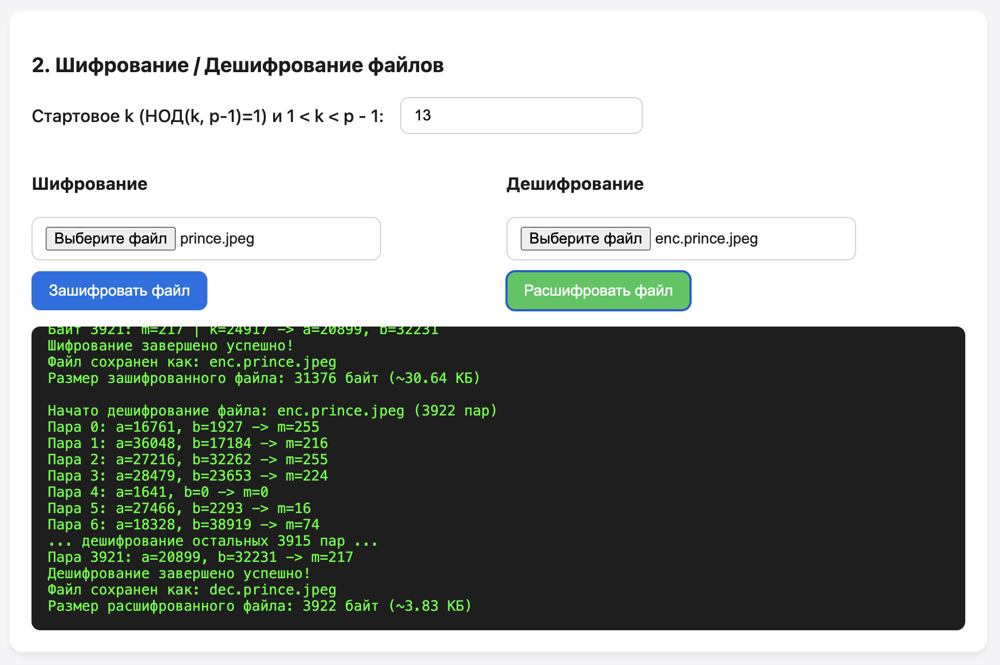 2. Шифрование / Дешифрование файлов
Стартовое k (НОД(k, p-1)=1) и 1 < k < p - 1: 13
Шифрование
Выберите файл prince.jpeg
Зашифровать файл
Дешифрование
Выберите файл enc.prince.jpeg
Расшифровать файл
Байт 3921: m=217 | k=24917 -> a=20899, b=32231
Шифрование завершено успешно!
Файл сохранен как: enc.prince.jpeg
Размер зашифрованного файла: 31376 байт (~30.64 КБ)
Начато дешифрование файла: enc.prince.jpeg (3922 пар)
Пара 0: a=16761, b=1927 -> m=255
Пара 1: a=36048, b=17184 -> m=216
Пара 2: a=27216, b=32262 -> m=255
Пара 3: a=28479, b=23653 -> m=224
Пара 4: a=1641, b=0 -> m=0
Пара 5: a=27466, b=2293 -> m=16
Пара 6: a=18328, b=38919 -> m=74
... дешифрование остальных 3915 пар ...
Пара 3921: a=20899, b=32231 -> m=217
Дешифрование завершено успешно!
Файл сохранен как: dec.prince.jpeg
Размер расшифрованного файла: 3922 байт (~3.83 КБ)